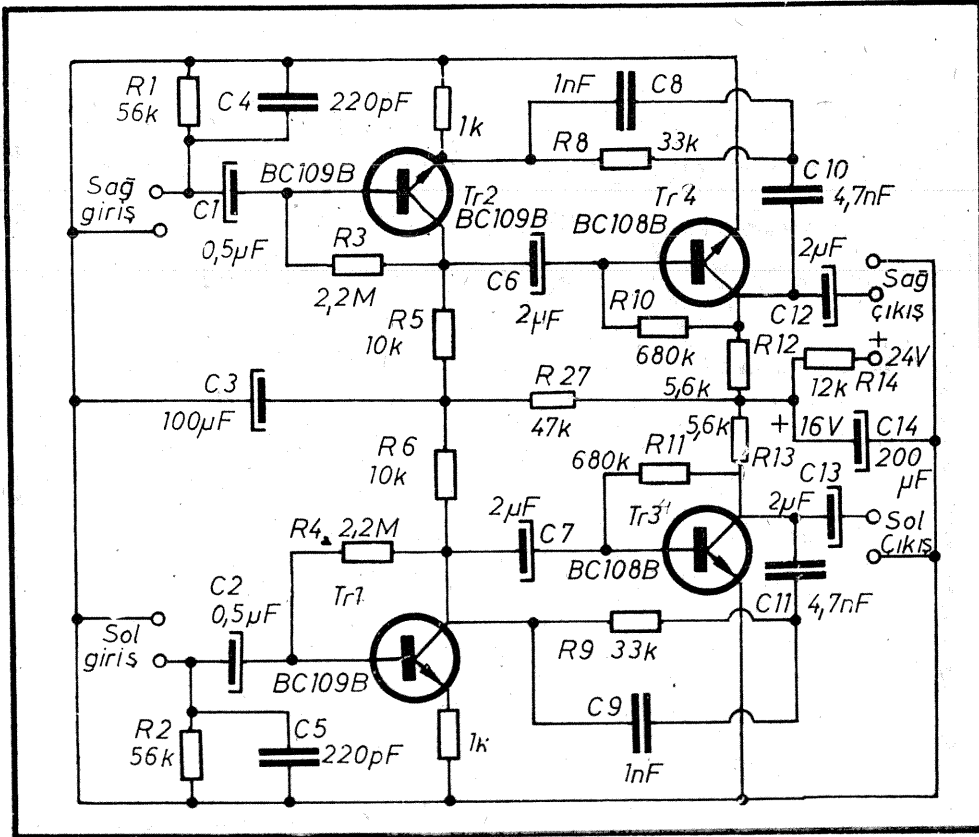 R1
56k
C4
220pF
1k
1nF
C8
R8
33k
C10
4,7nF
Sağ
giriş
C1
0,5µF
BC109B
Tr2
BC109B
R3
2,2M
C6
2µF
Tr4
BC108B
R10
680k
2µF
C12
Sağ
çıkış
+
24V
R5
10k
R12
5,6k
12k
R14
C3
100µF
R27
47k
+
16V
C14
200
µF
R6
10k
5,6k
R13
R11
680k
C13
2µF
R4
2,2M
2µF
C7
Tr3
BC108B
Sol
Çıkış
C11
4,7nF
Tr1
C2
0,5µF
Sol
giriş
BC109B
R9
33k
C9
1nF
R2
56k
C5
220pF
1k